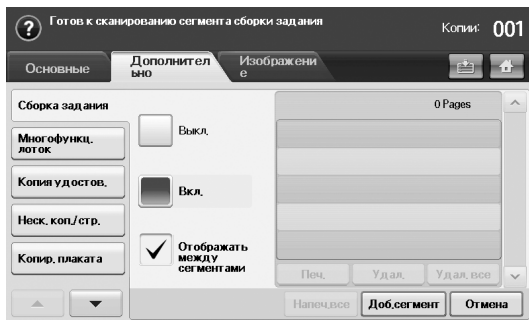 Готов к сканированию сегмента сборки задания
Копии: 001
Основные
Дополнител
ьно
Изображени
е
Сборка задания
Многофункц.
лоток
Копия удостов.
Неск. коп./стр.
Копир. плаката
Выкл.
Вкл.
Отображать
между
сегментами
0 Pages
Печ.
Удал.
Удал. все
Напеч.все
Доб.сегмент
Отмена